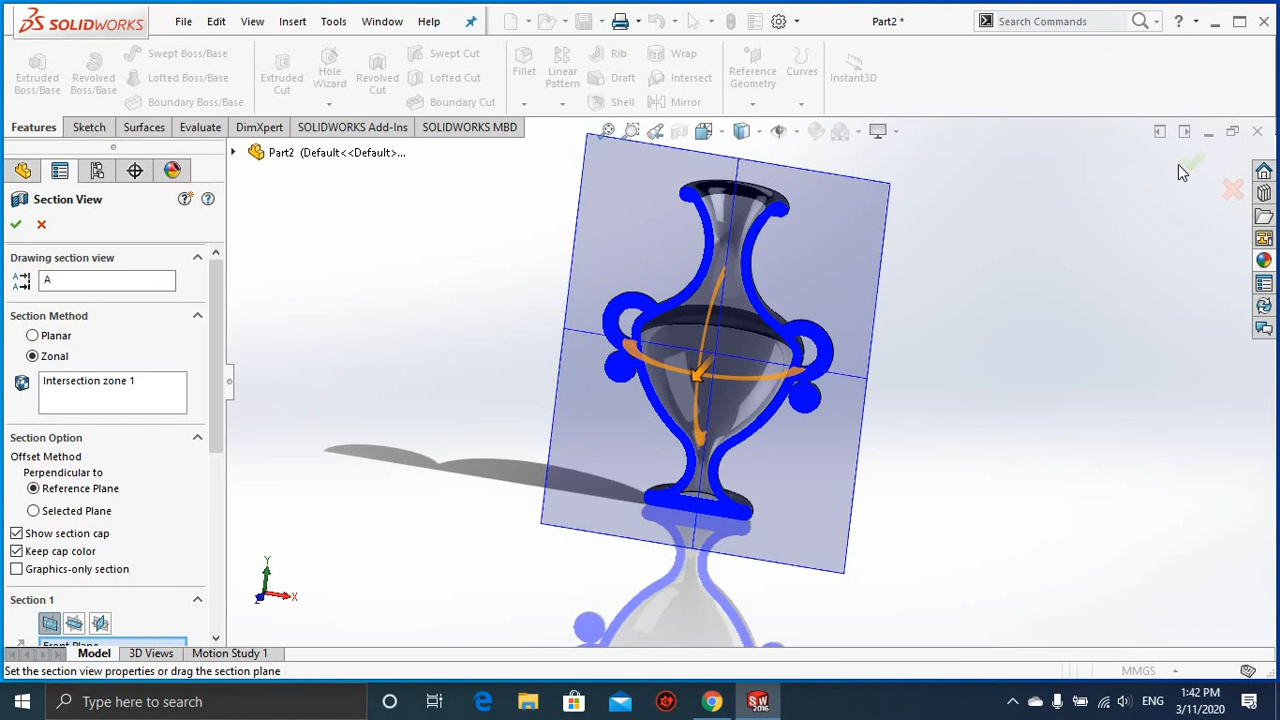 SOLIDWORKS File Edit View Insert Tools Window Help Part2 * Search Commands ?
Extruded Boss/Base
Revolved Boss/Base
Swept Boss/Base
Lofted Boss/Base
Boundary Boss/Base
Extruded Cut
Hole Wizard
Revolved Cut
Swept Cut
Lofted Cut
Boundary Cut
Fillet
Linear Pattern
Rib
Draft
Shell
Wrap
Intersect
Mirror
Reference Geometry
Curves
Instant3D
Features Sketch Surfaces Evaluate DimXpert SOLIDWORKS Add-Ins SOLIDWORKS MBD
Part2 (Default<<Default>...
Section View
Drawing section view
A
Section Method
Planar
Zonal
Intersection zone 1
Section Option
Offset Method
Perpendicular to
Reference Plane
Selected Plane
Show section cap
Keep cap color
Graphics-only section
Section 1
Front Plane
Y
X
Z
Model 3D Views Motion Study 1
Set the section view properties or drag the section plane
MMGS
Type here to search
SW
2016
ENG
1:42 PM
3/11/2020